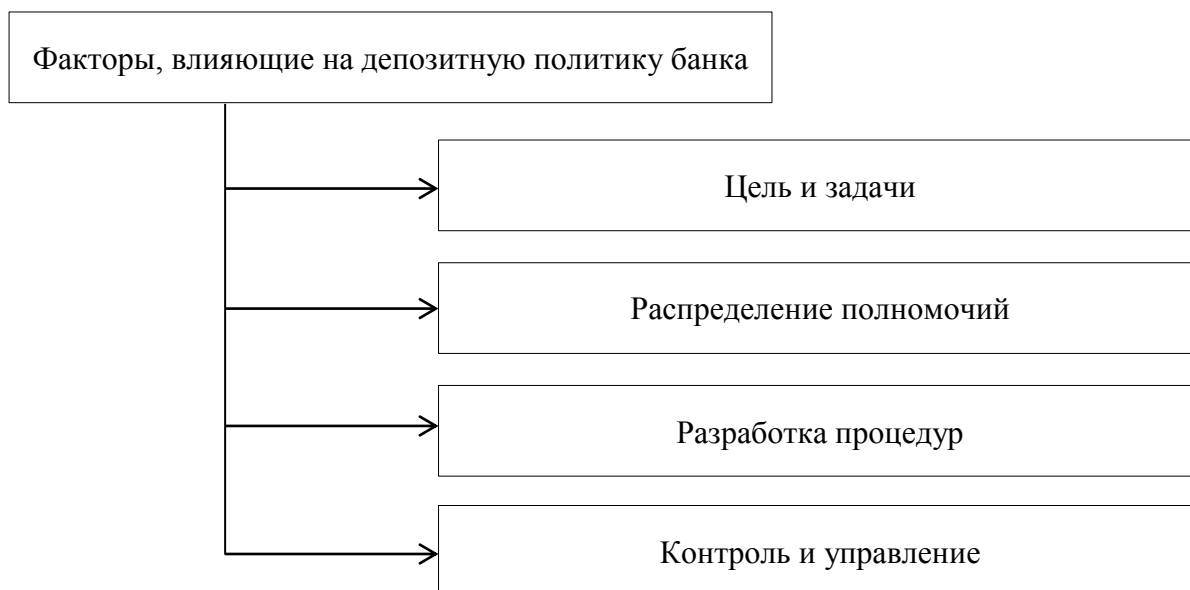 Факторы, влияющие на депозитную политику банка
Цель и задачи
Распределение полномочий
Разработка процедур
Контроль и управление